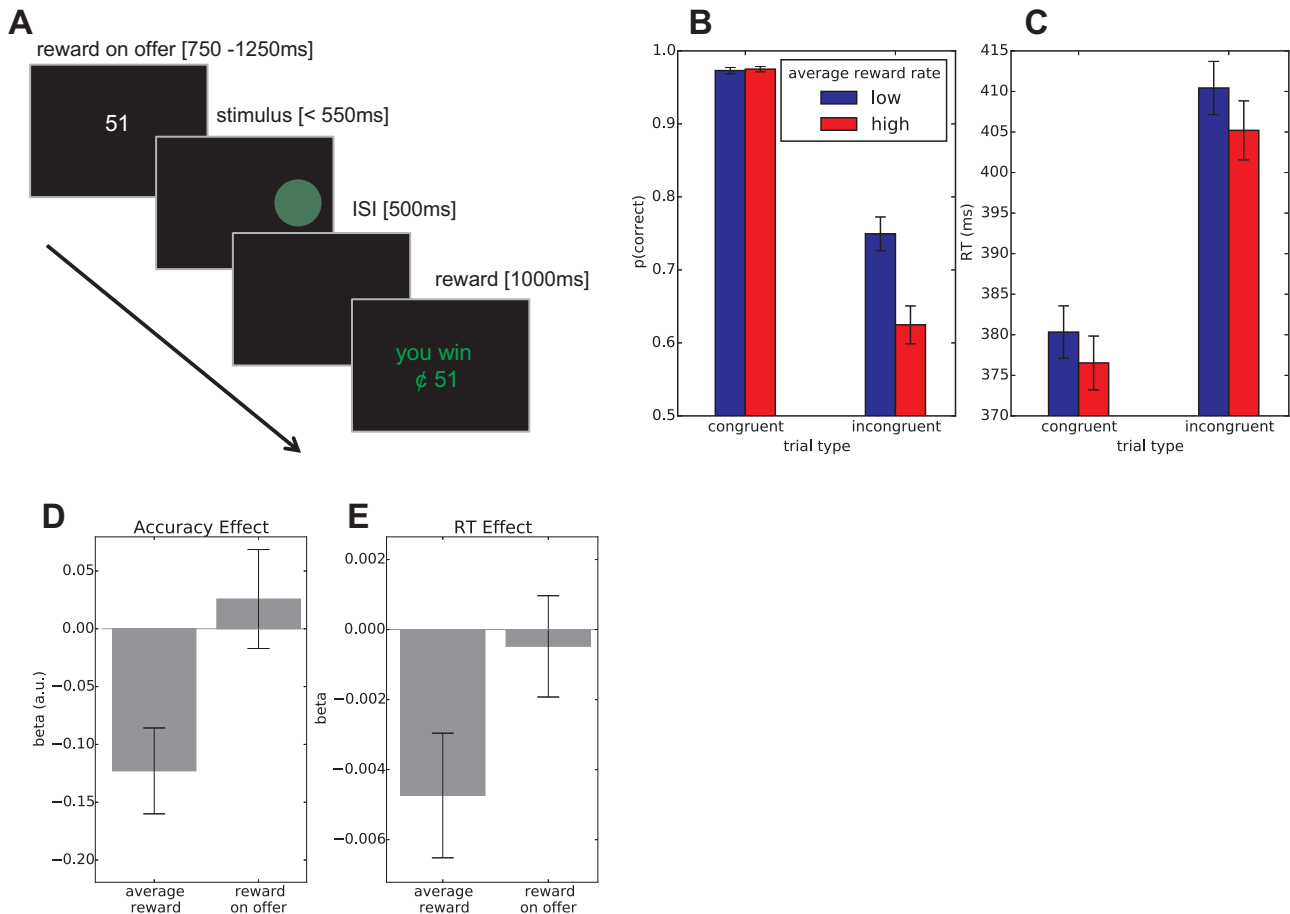 A
reward on offer [750 -1250ms]
51
stimulus [< 550ms]
ISI [500ms]
reward [1000ms]
you win
¢ 51
B
1.0
0.9
0.8
0.7
0.6
0.5
p(correct)
average reward rate
low
high
congruent
incongruent
trial type
C
415
410
405
400
395
390
385
380
375
370
RT (ms)
congruent
incongruent
trial type
D
Accuracy Effect
0.05
0.00
−0.05
−0.10
−0.15
−0.20
beta (a.u.)
average
reward
reward
on offer
E
RT Effect
0.002
0.000
−0.002
−0.004
−0.006
beta
average
reward
reward
on offer